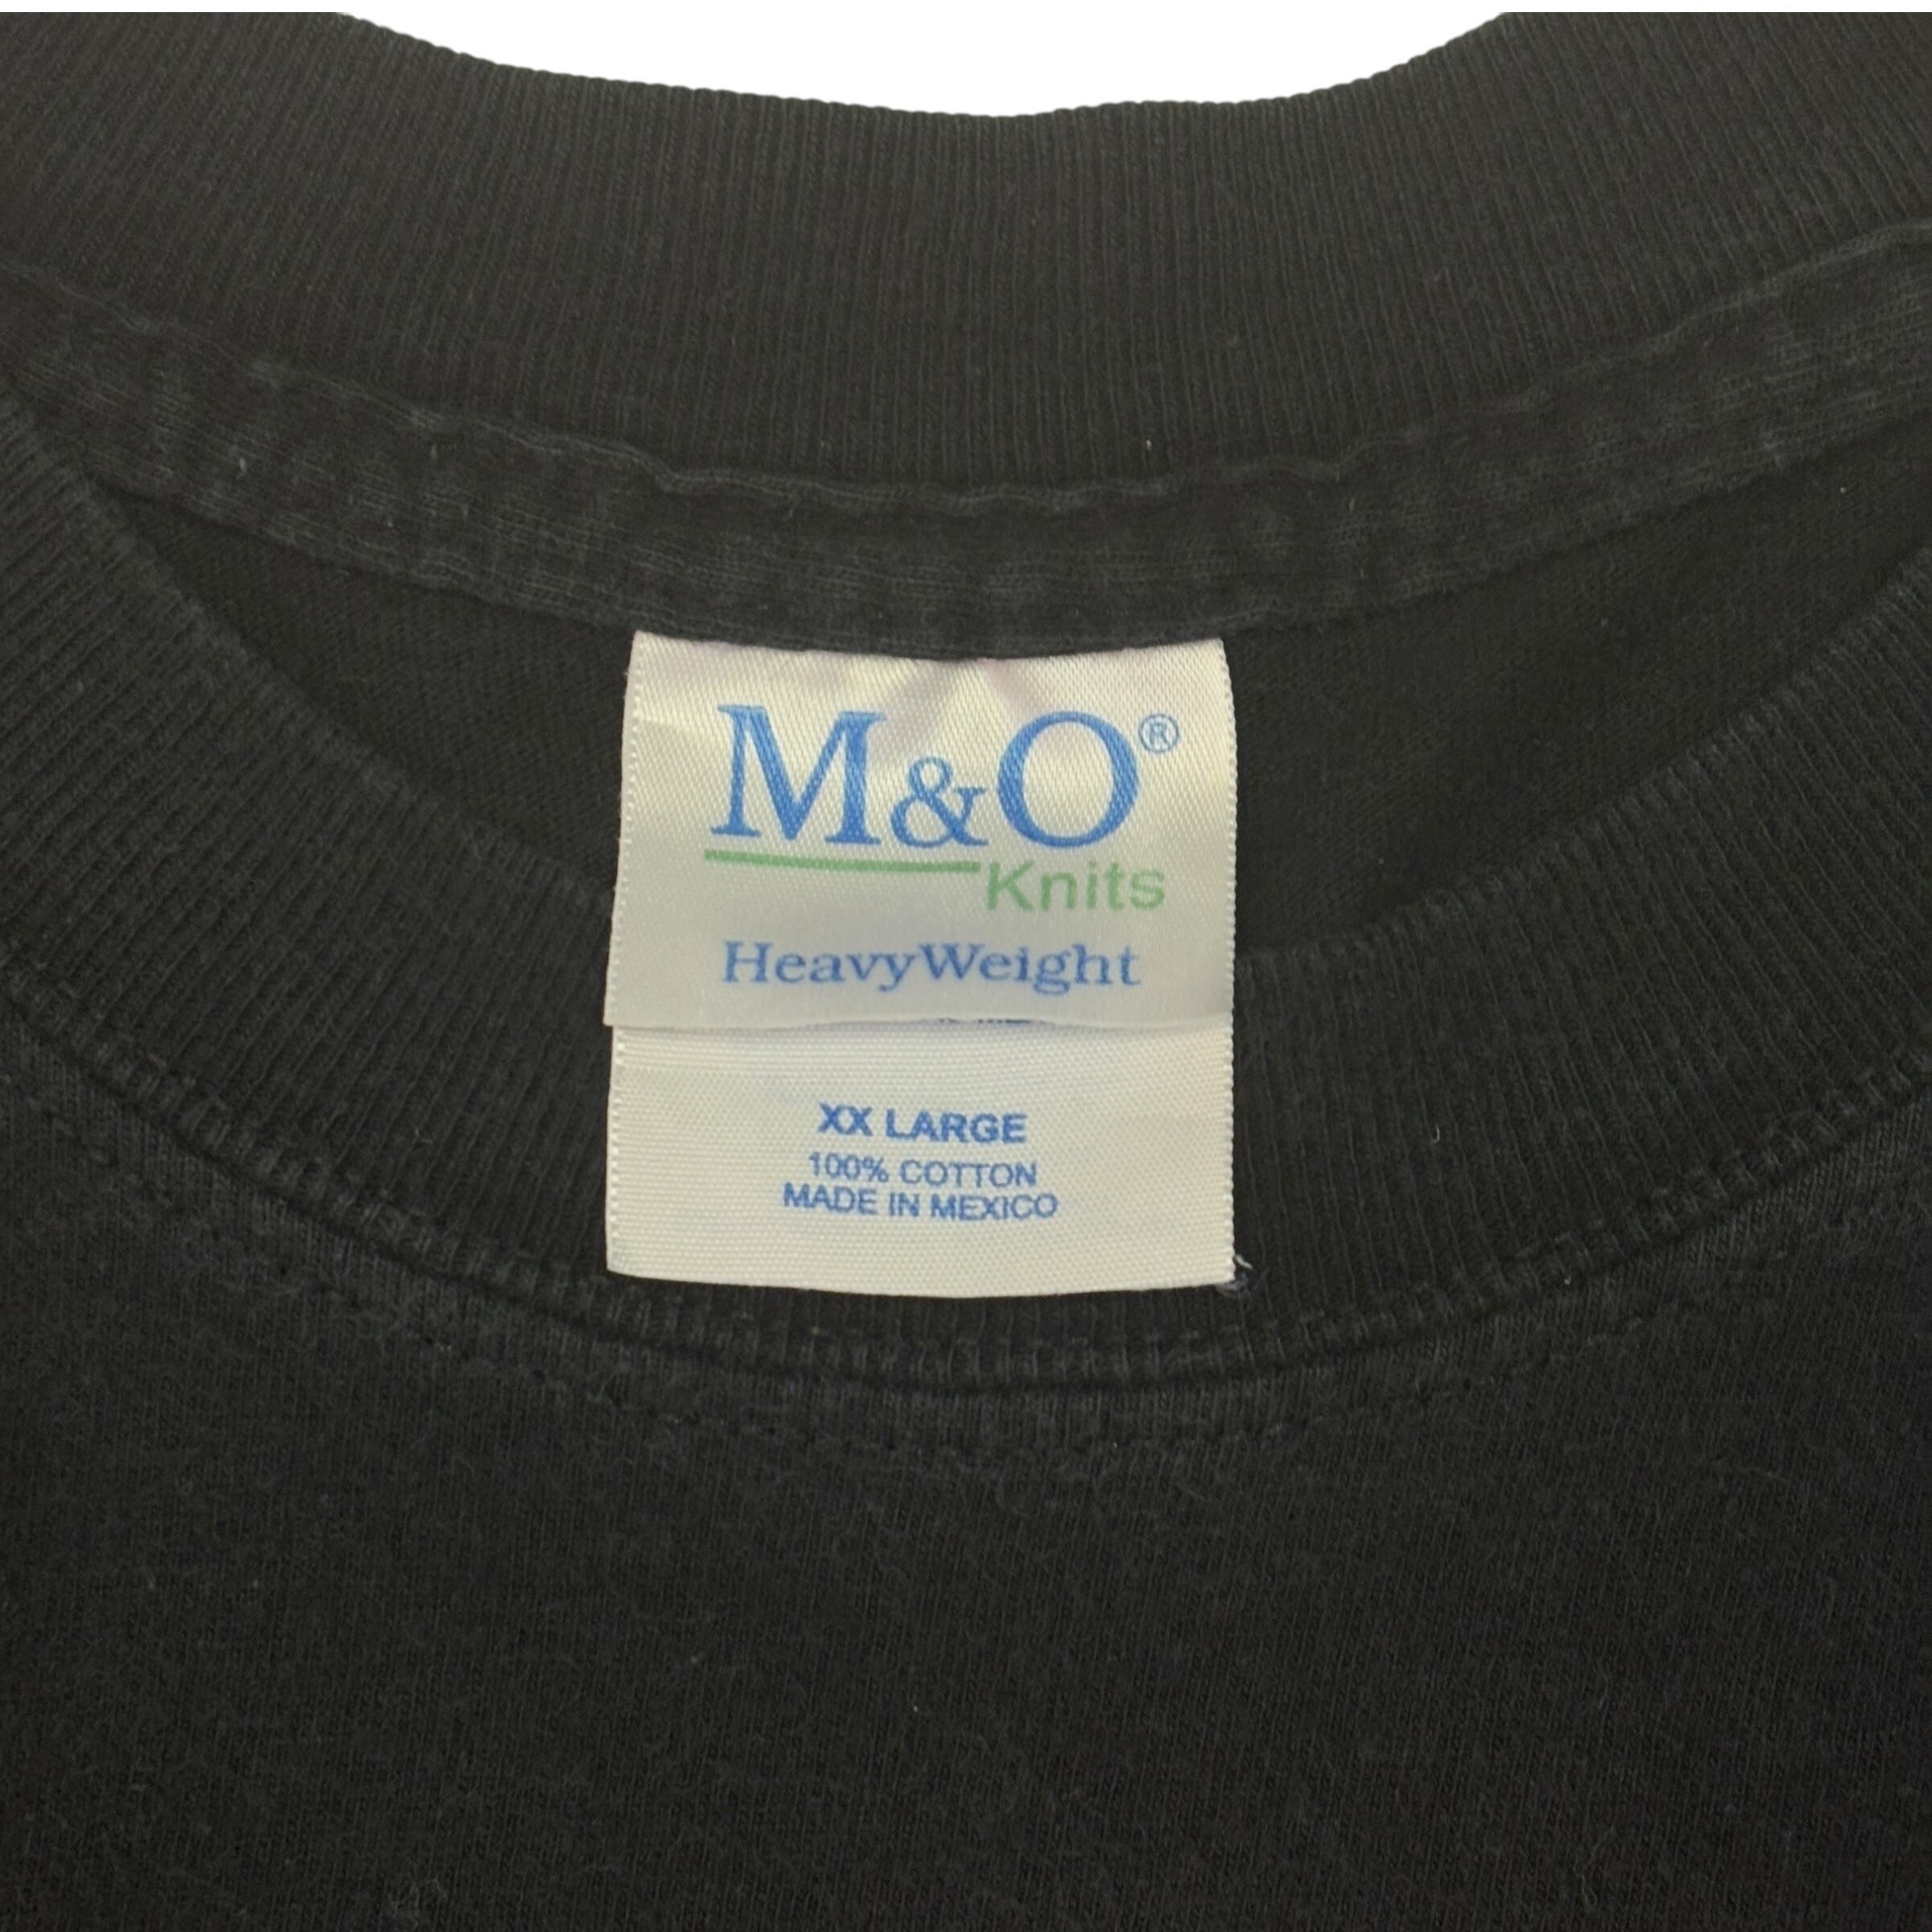 M&O®
Knits
HeavyWeight
XX LARGE
100% COTTON
MADE IN MEXICO